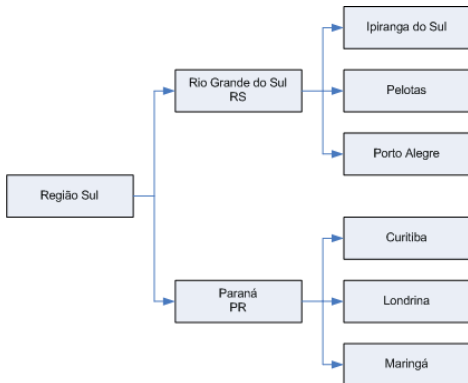 Região Sul
Rio Grande do Sul
RS
Ipiranga do Sul
Pelotas
Porto Alegre
Paraná
PR
Curitiba
Londrina
Maringá